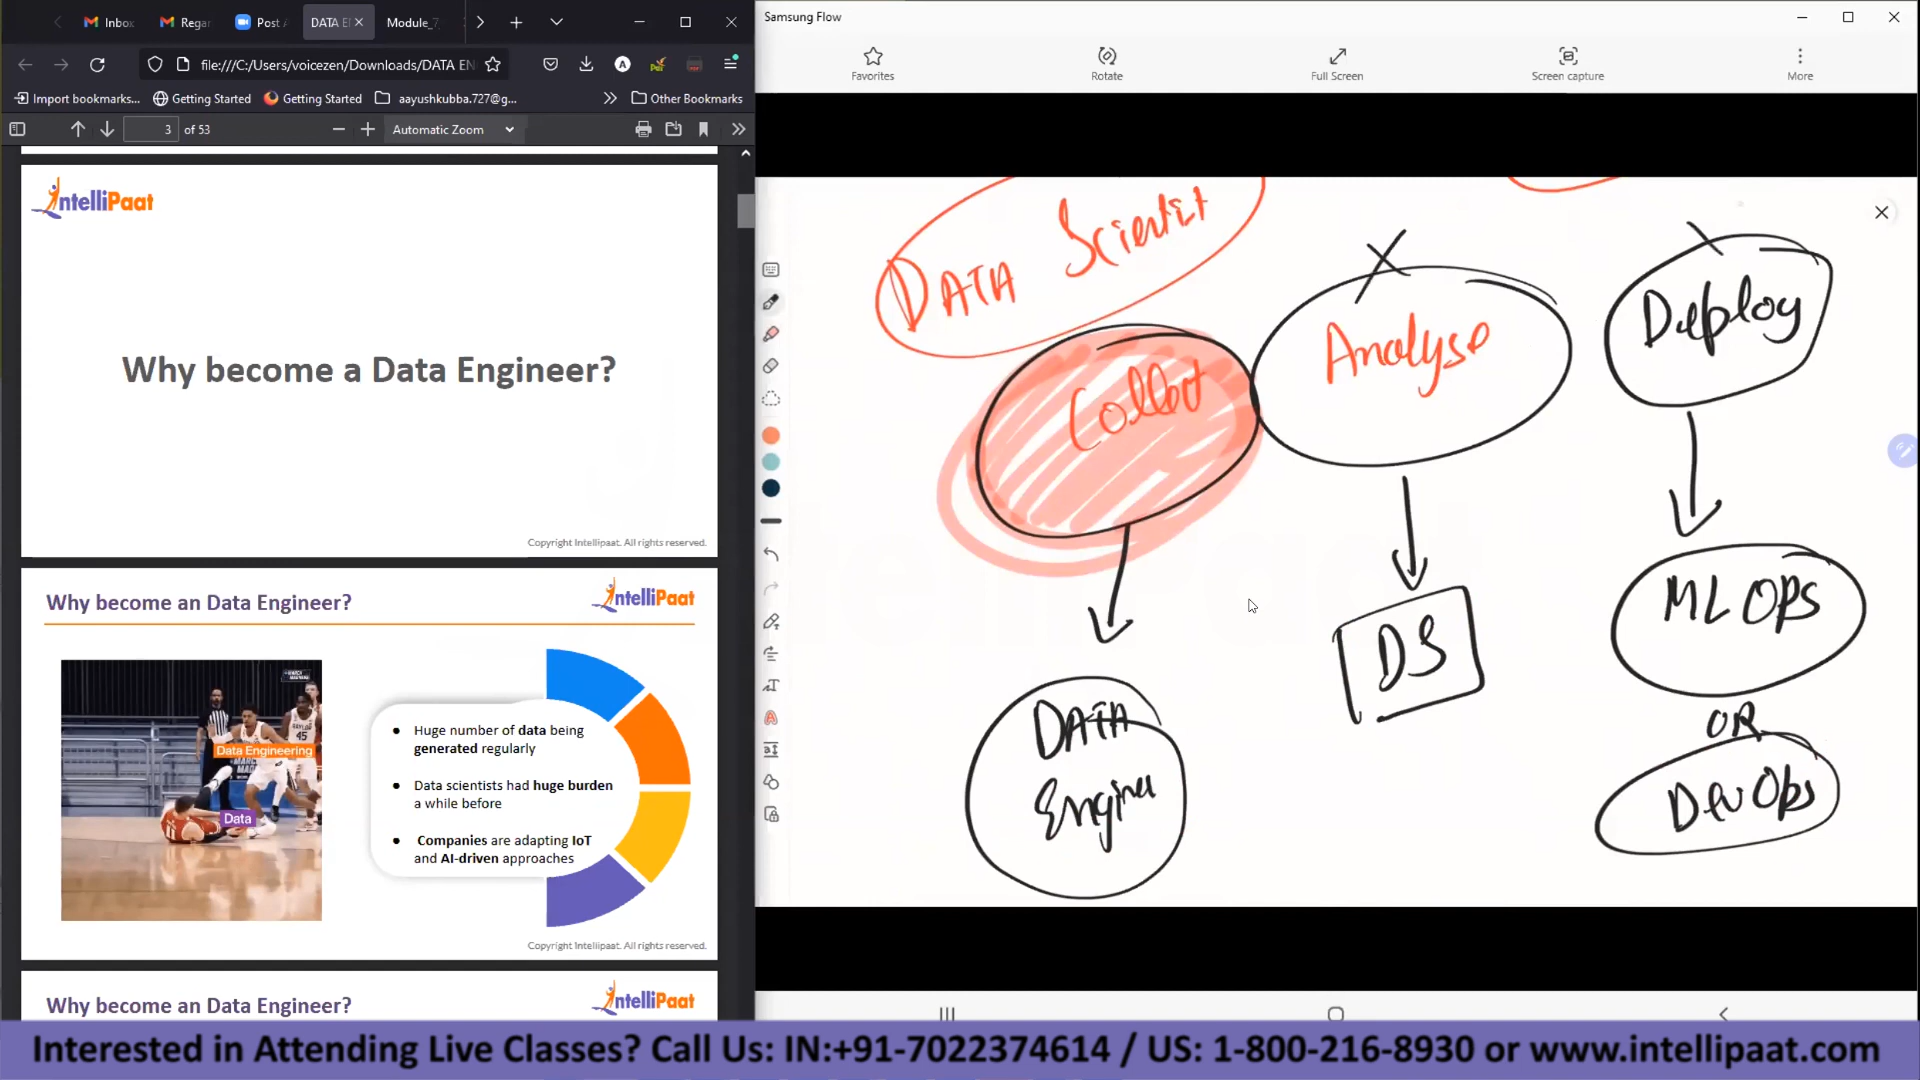 Inbox
Regar
Post A
DATA E
Module_7
file:///C:/Users/voicezen/Downloads/DATA EN
Import bookmarks...
Getting Started
Getting Started
aayushkubba.727@g...
Other Bookmarks
3 of 53
Automatic Zoom
IntelliPaat
Why become a Data Engineer?
Copyright Intellipaat. All rights reserved.
Why become an Data Engineer?
IntelliPaat
Data Engineering
Data
45
Huge number of data being
generated regularly
Data scientists had huge burden
a while before
Companies are adapting IoT
and AI-driven approaches
Copyright Intellipaat. All rights reserved.
Why become an Data Engineer?
IntelliPaat
Samsung Flow
Favorites
Rotate
Full Screen
Screen capture
More
DATA Scientist
Collect
Analyse
Deploy
DATA
Engineer
DS
ML OPS
OR
DevOps
Interested in Attending Live Classes? Call Us: IN:+91-7022374614 / US: 1-800-216-8930 or www.intellipaat.com